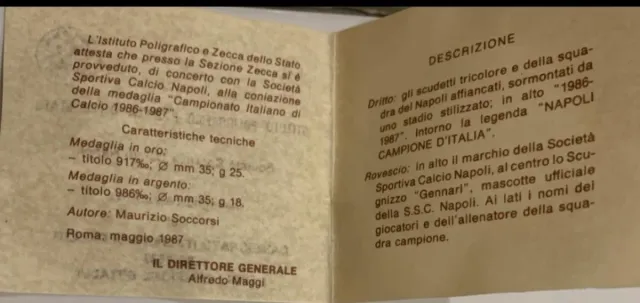 L'Istituto Poligrafico e Zecca dello Stato
attesta che presso la Sezione Zecca si è
provveduto, di concerto con la Società
Sportiva Calcio Napoli, alla coniazione
della medaglia "Campionato Italiano di
Calcio 1986-1987".
Caratteristiche tecniche
Medaglia in oro:
– titolo 917‰; Ø mm 35; g 25.
Medaglia in argento:
– titolo 986‰; Ø mm 35; g 18.
Autore: Maurizio Soccorsi
Roma, maggio 1987
IL DIRETTORE GENERALE
Alfredo Maggi
DESCRIZIONE
Dritto: gli scudetti tricolore e della squa-
dra del Napoli affiancati, sormontati da
uno stadio stilizzato; in alto "1986-
1987". Intorno la legenda "NAPOLI
CAMPIONE D'ITALIA".
Rovescio: in alto il marchio della Società
Sportiva Calcio Napoli, al centro lo Scu-
gnizzo "Gennari", mascotte ufficiale
della S.S.C. Napoli. Ai lati i nomi dei
giocatori e dell'allenatore della squa-
dra campione.